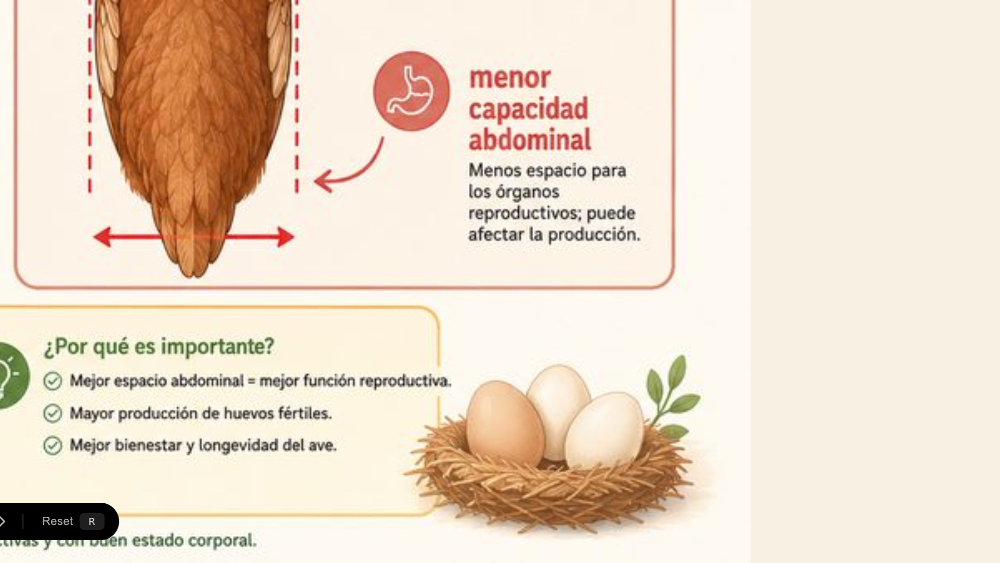 menor
capacidad
abdominal
Menos espacio para
los órganos
reproductivos; puede
afectar la producción.
¿Por qué es importante?
Mejor espacio abdominal = mejor función reproductiva.
Mayor producción de huevos fértiles.
Mejor bienestar y longevidad del ave.
Reset R
y con buen estado corporal.